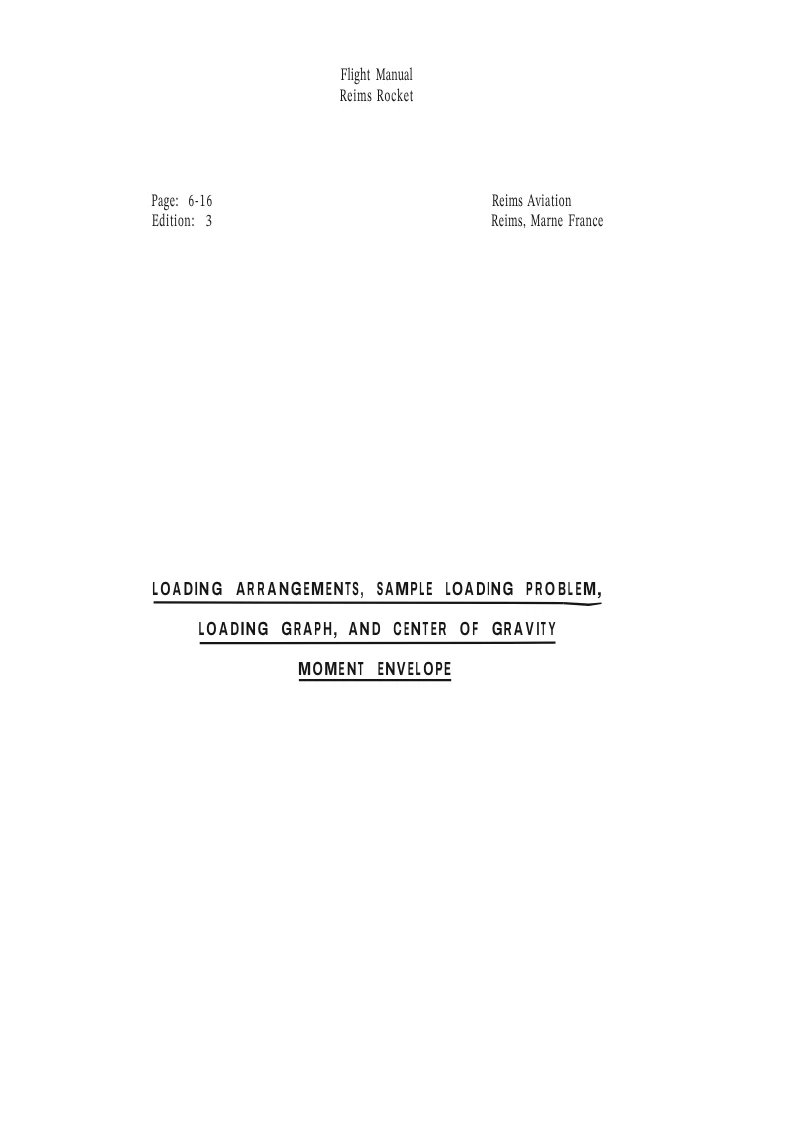 Flight Manual
Reims Rocket
Page: 6-16
Edition: 3
Reims Aviation
Reims, Marne France
LOADING ARRANGEMENTS, SAMPLE LOADING PROBLEM,
LOADING GRAPH, AND CENTER OF GRAVITY
MOMENT ENVELOPE